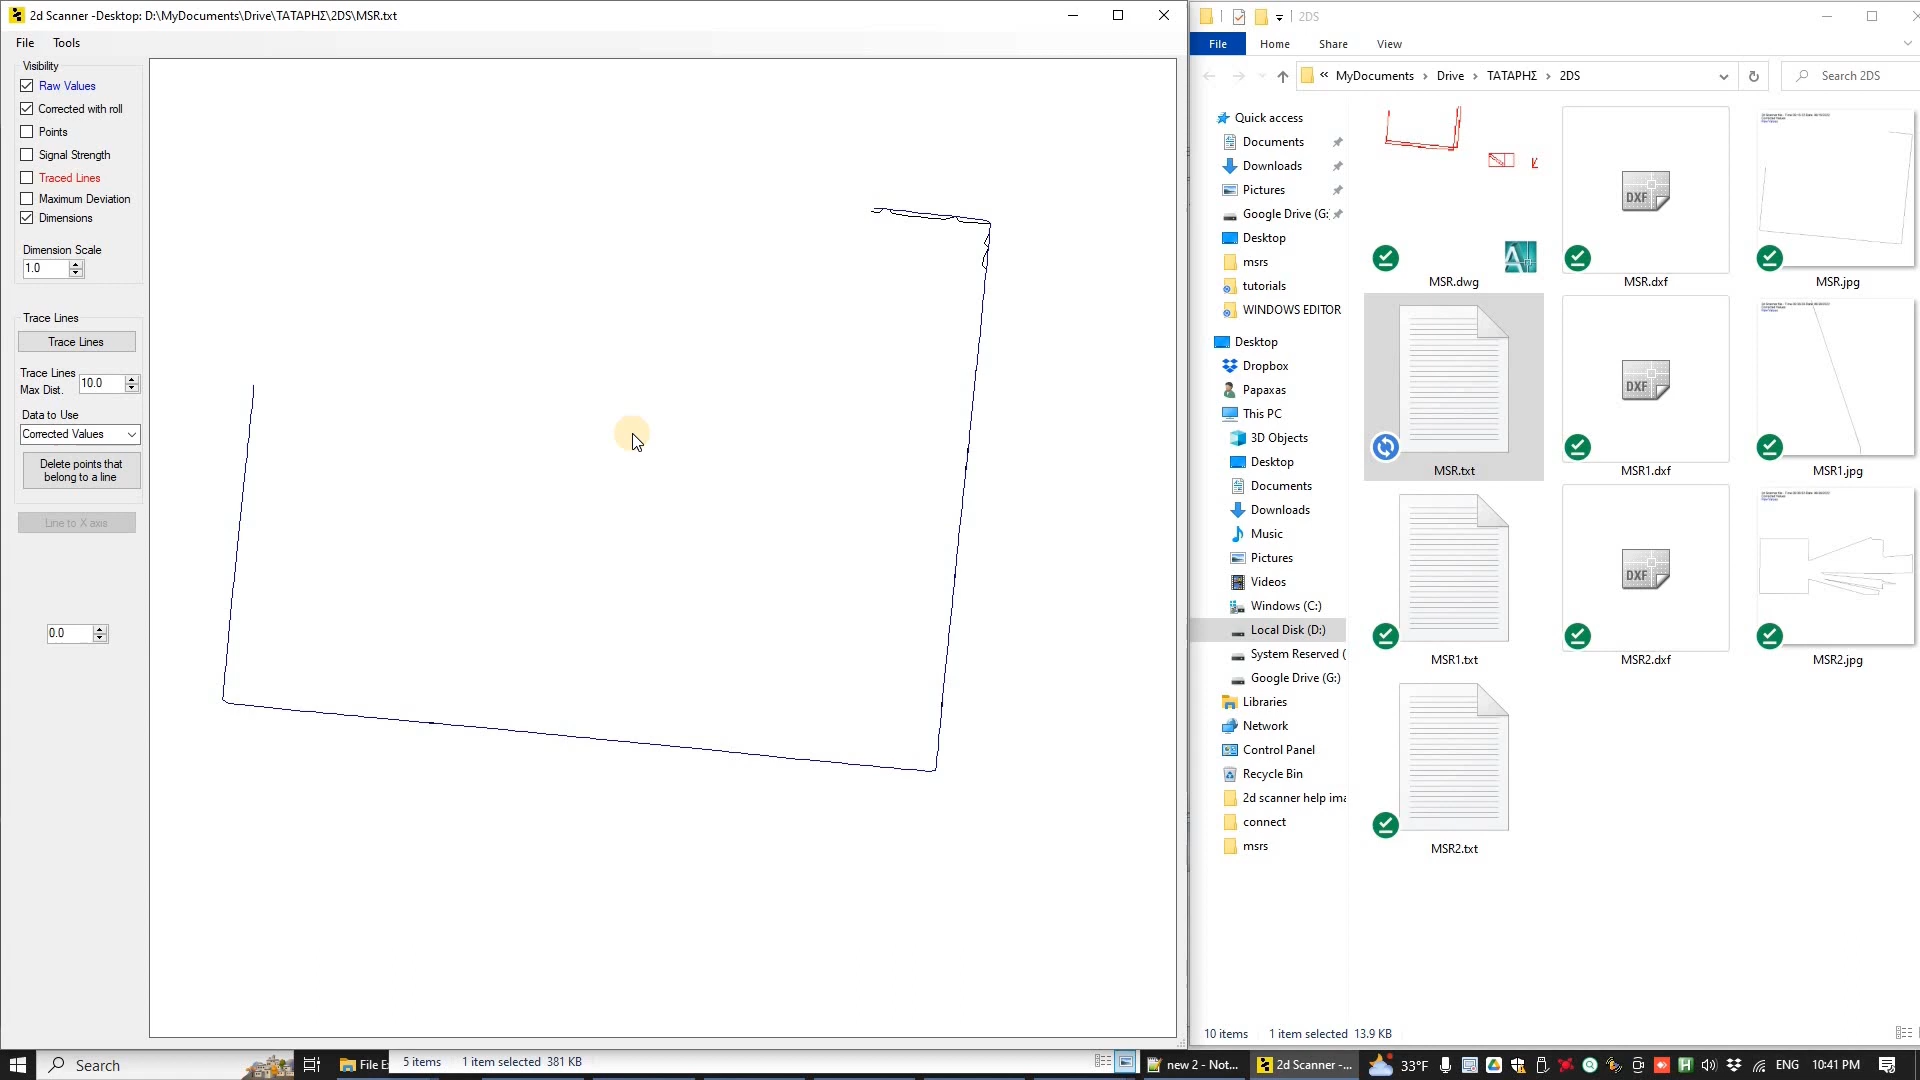 2d Scanner -Desktop: D:\MyDocuments\Drive\ΤΑΤΑΡΗΣ\2DS\MSR.txt
File Tools
Visibility
Raw Values
Corrected with roll
Points
Signal Strength
Traced Lines
Maximum Deviation
Dimensions
Dimension Scale
1.0
Trace Lines
Trace Lines
Trace Lines
Max Dist.
10.0
Data to Use
Corrected Values
Delete points that
belong to a line
Line to X axis
0.0
2DS
File Home Share View
« MyDocuments › Drive › ΤΑΤΑΡΗΣ › 2DS
Search 2DS
Quick access
Documents
Downloads
Pictures
Google Drive (G:
Desktop
msrs
tutorials
WINDOWS EDITOR
Desktop
Dropbox
Papaxas
This PC
3D Objects
Desktop
Documents
Downloads
Music
Pictures
Videos
Windows (C:)
Local Disk (D:)
System Reserved (
Google Drive (G:)
Libraries
Network
Control Panel
Recycle Bin
2d scanner help ima
connect
msrs
MSR.dwg
DXF
MSR.dxf
MSR.jpg
MSR.txt
DXF
MSR1.dxf
MSR1.jpg
MSR1.txt
DXF
MSR2.dxf
MSR2.jpg
MSR2.txt
10 items 1 item selected 13.9 KB
Search
File E
5 items 1 item selected 381 KB
new 2 - Not...
2d Scanner -...
33°F
ENG
10:41 PM